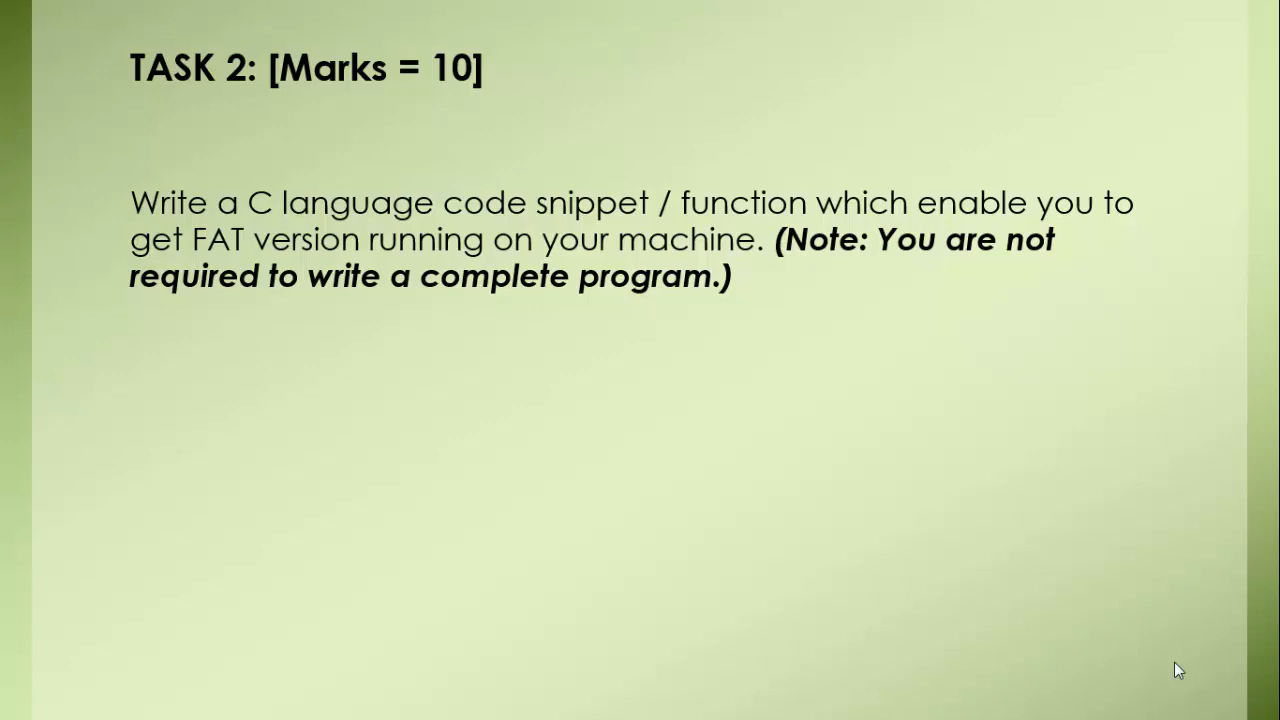 TASK 2: [Marks = 10]
Write a C language code snippet / function which enable you to
get FAT version running on your machine. (Note: You are not
required to write a complete program.)